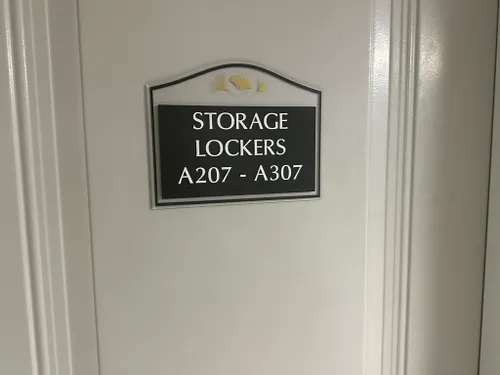 STORAGE
LOCKERS
A207 - A307